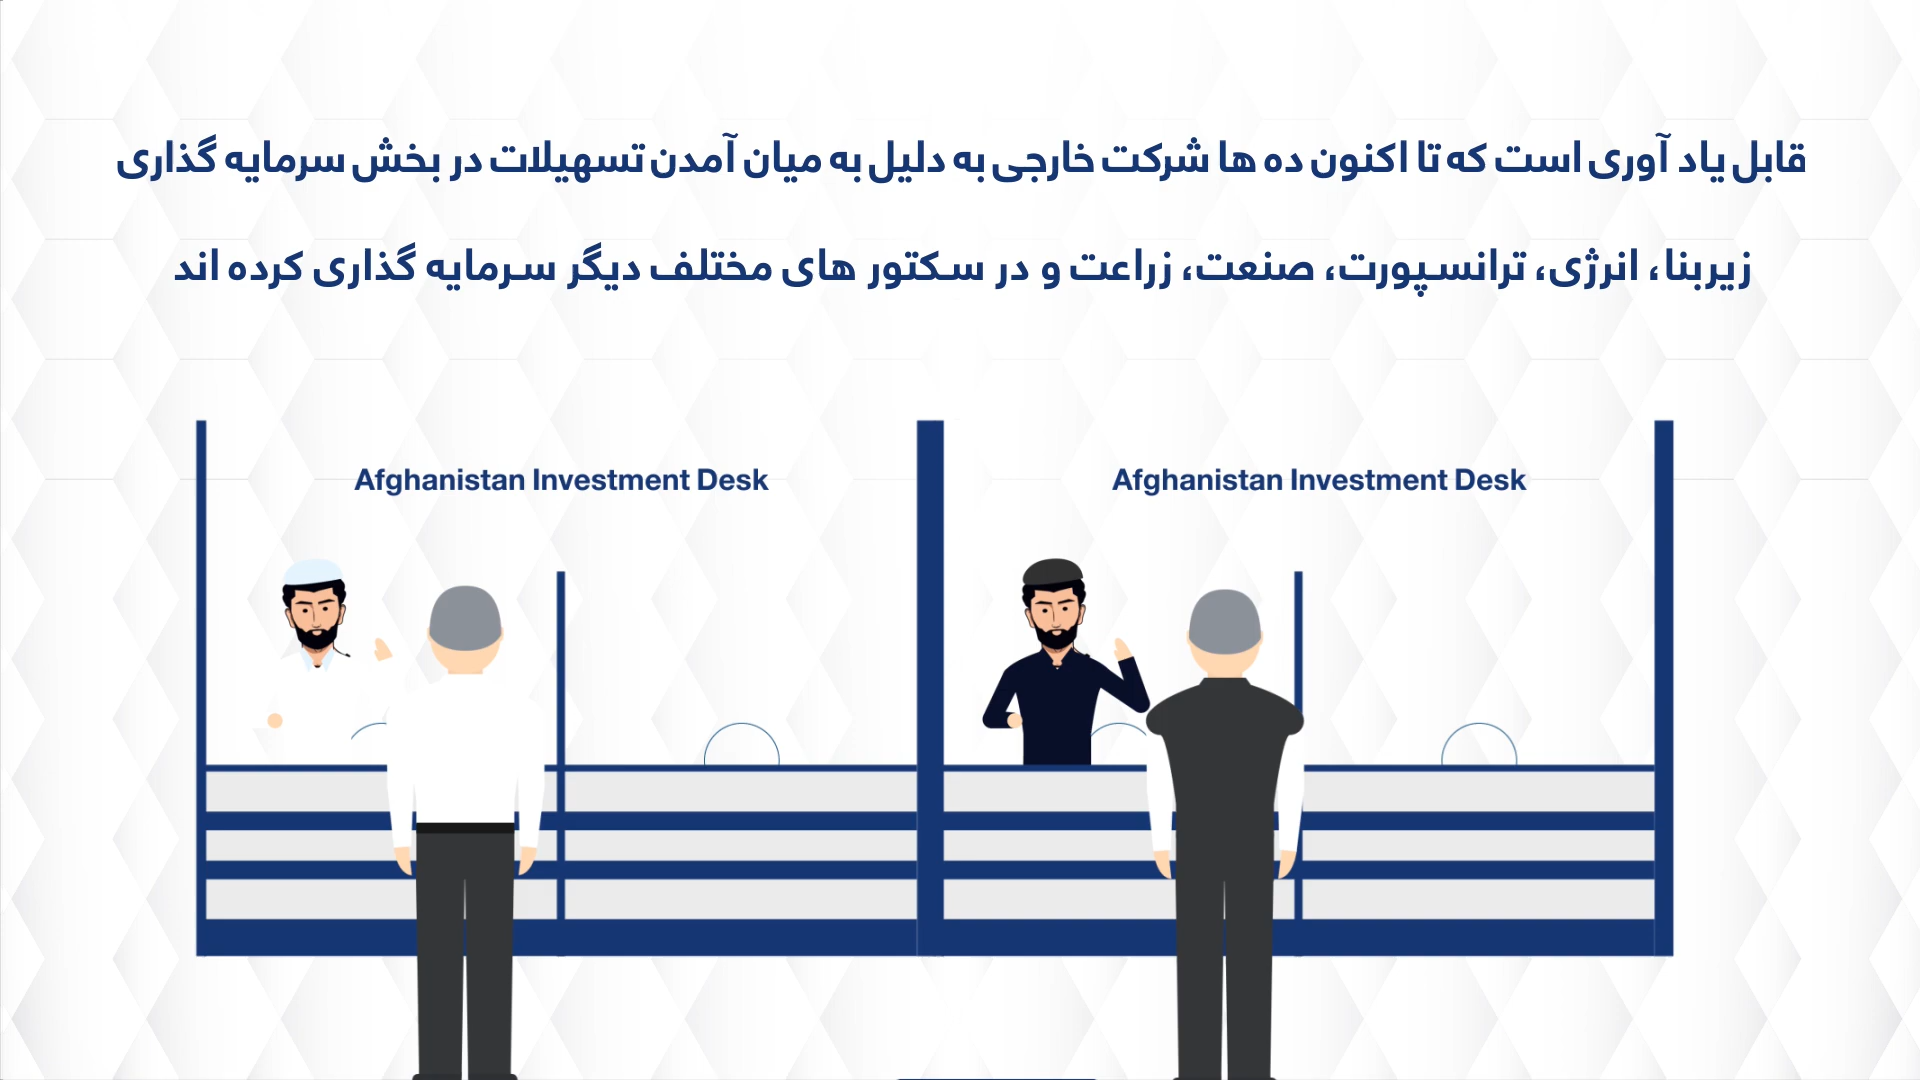 قابل یاد آوری است که تا اکنون ده ها شرکت خارجی به دلیل به میان آمدن تسهیلات در بخش سرمایه گذاری
زیربنا، انرژی، ترانسپورت، صنعت، زراعت و در سکتور های مختلف دیگر سرمایه گذاری کرده اند
Afghanistan Investment Desk
Afghanistan Investment Desk